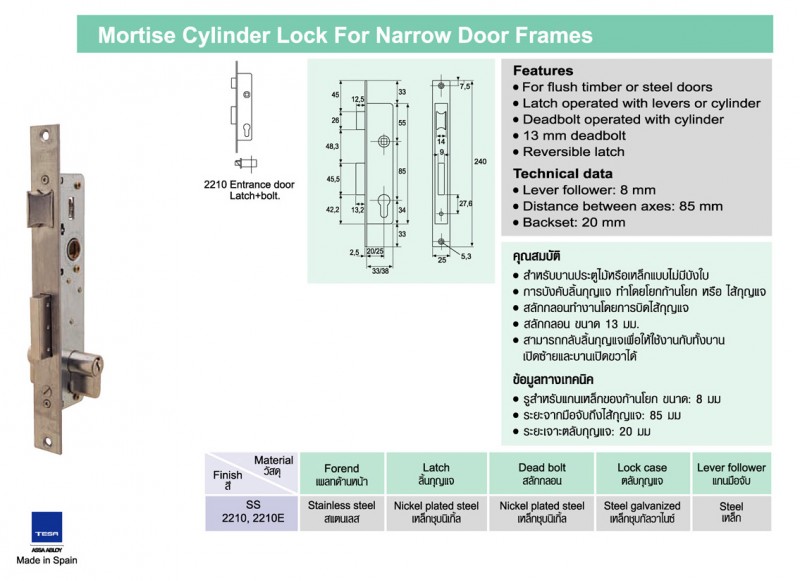 Mortise Cylinder Lock For Narrow Door Frames
2210 Entrance door
Latch+bolt.
45
26
48,3
45,5
42,2
12,5
13,2
2,5
20/25
33/38
33
55
85
34
33
7,5
14
9
240
27,6
5,3
25
Features
• For flush timber or steel doors
• Latch operated with levers or cylinder
• Deadbolt operated with cylinder
• 13 mm deadbolt
• Reversible latch
Technical data
• Lever follower: 8 mm
• Distance between axes: 85 mm
• Backset: 20 mm
คุณสมบัติ
• สำหรับบานประตูไม้หรือเหล็กแบบไม่มีบังใบ
• การบังคับลิ้นกุญแจ ทำโดยโยกก้านโยก หรือ ไส้กุญแจ
• สลักกลอนทำงานโดยการบิดไส้กุญแจ
• สลักกลอน ขนาด 13 มม.
• สามารถกลับลิ้นกุญแจเพื่อให้ใช้งานกับทั้งบาน
เปิดซ้ายและบานเปิดขวาได้
ข้อมูลทางเทคนิค
• รูสำหรับแกนเหล็กของก้านโยก ขนาด: 8 มม
• ระยะจากมือจับถึงไส้กุญแจ: 85 มม
• ระยะเจาะตลับกุญแจ: 20 มม
Material
วัสดุ
Finish
สี
Forend
เพลทด้านหน้า
Latch
ลิ้นกุญแจ
Dead bolt
สลักกลอน
Lock case
ตลับกุญแจ
Lever follower
แกนมือจับ
SS
2210, 2210E
Stainless steel
สแตนเลส
Nickel plated steel
เหล็กชุบนิเกิ้ล
Nickel plated steel
เหล็กชุบนิเกิ้ล
Steel galvanized
เหล็กชุบกัลวาไนซ์
Steel
เหล็ก
TESA
ASSA ABLOY
Made in Spain